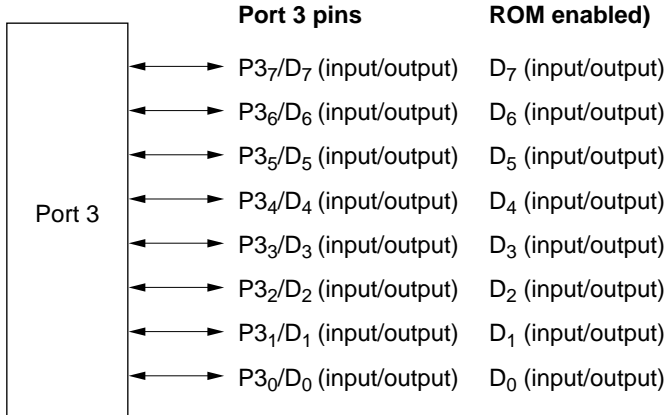 Port 3 pins ROM enabled)
P3₇/D₇ (input/output) D₇ (input/output)
P3₆/D₆ (input/output) D₆ (input/output)
P3₅/D₅ (input/output) D₅ (input/output)
Port 3 P3₄/D₄ (input/output) D₄ (input/output)
P3₃/D₃ (input/output) D₃ (input/output)
P3₂/D₂ (input/output) D₂ (input/output)
P3₁/D₁ (input/output) D₁ (input/output)
P3₀/D₀ (input/output) D₀ (input/output)